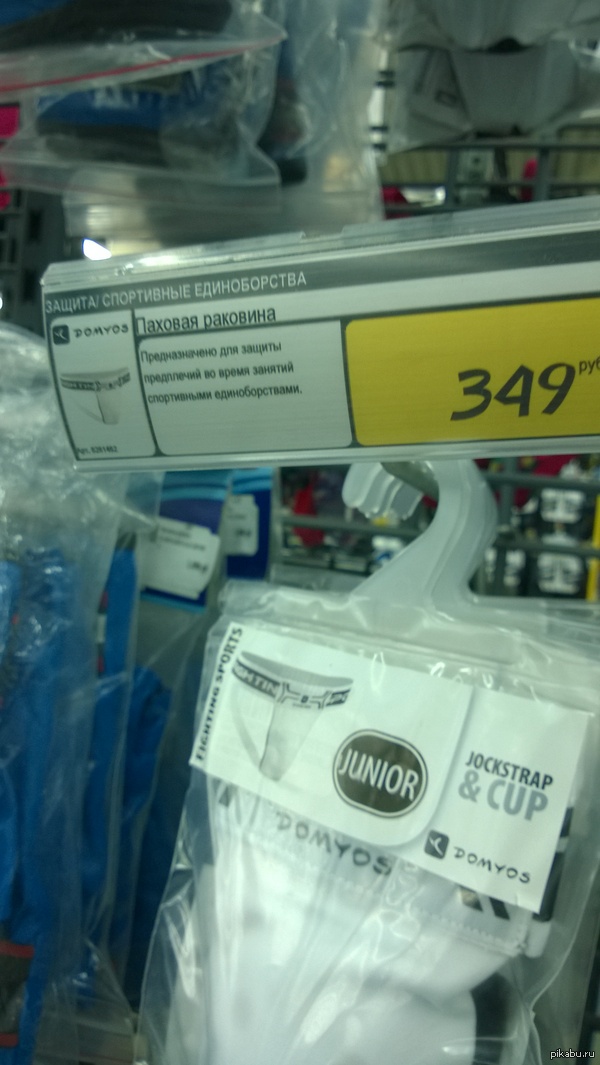 ЗАЩИТА/ СПОРТИВНЫЕ ЕДИНОБОРСТВА
DOMYOS
Паховая раковина
Предназначено для защиты
предплечий во время занятий
спортивными единоборствами.
349 руб
FIGHTING SPORTS
JUNIOR
JOCKSTRAP
& CUP
DOMYOS
DOMYOS
pikabu.ru